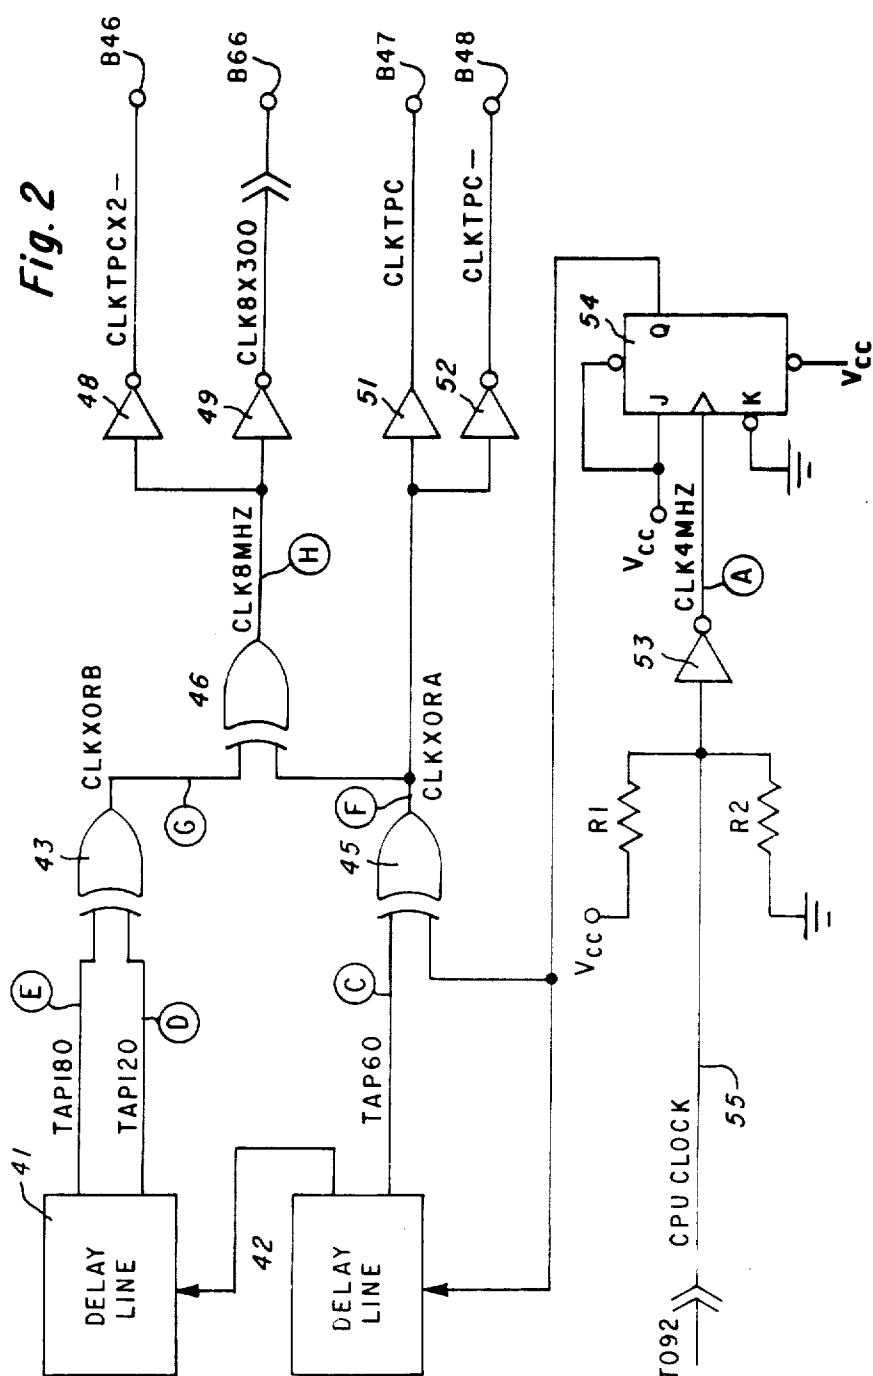 Fig. 2
41
DELAY
LINE
TAP180
TAP120
E
D
43
CLKXORB
G
46
CLK8MHZ
H
48
CLKTPCX2-
B46
49
CLK8X300
B66
42
DELAY
LINE
TAP60
C
45
F
CLKXORA
51
CLKTPC
B47
52
CLKTPC-
B48
T092
CPU CLOCK
55
VCC
R1
R2
53
CLK4MHZ
A
VCC
54
J
K
Q
VCC